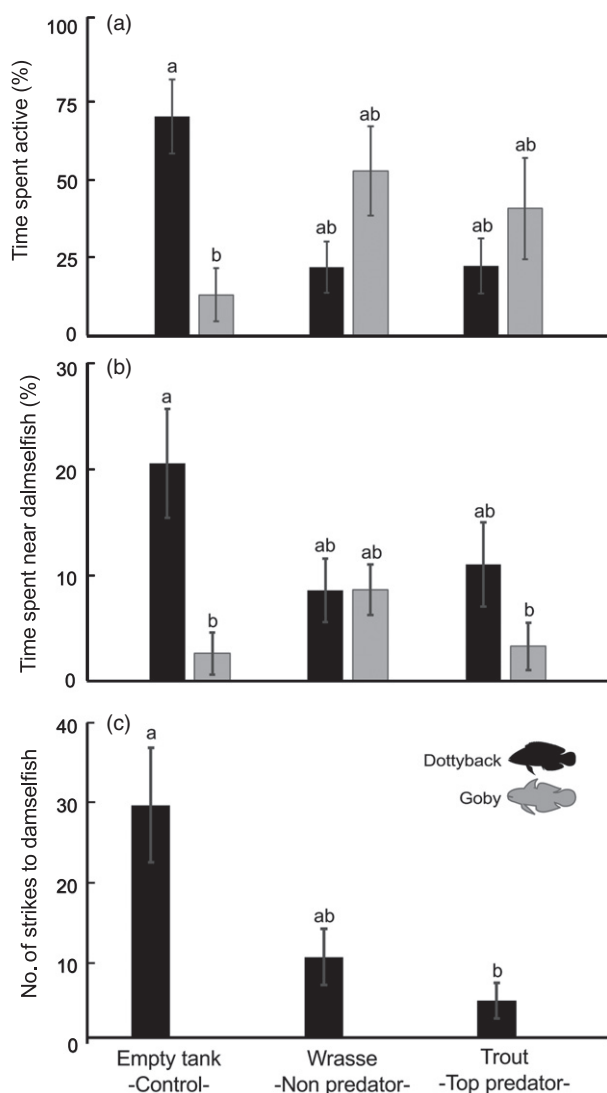 (a)
100
75
50
25
0
Time spent active (%)
a
b
ab
ab
ab
ab
(b)
30
20
10
0
Time spent near dalmselfish (%)
a
b
ab
ab
ab
b
(c)
40
30
20
10
0
No. of strikes to damselfish
a
ab
b
Dottyback
Goby
Empty tank
-Control-
Wrasse
-Non predator-
Trout
-Top predator-